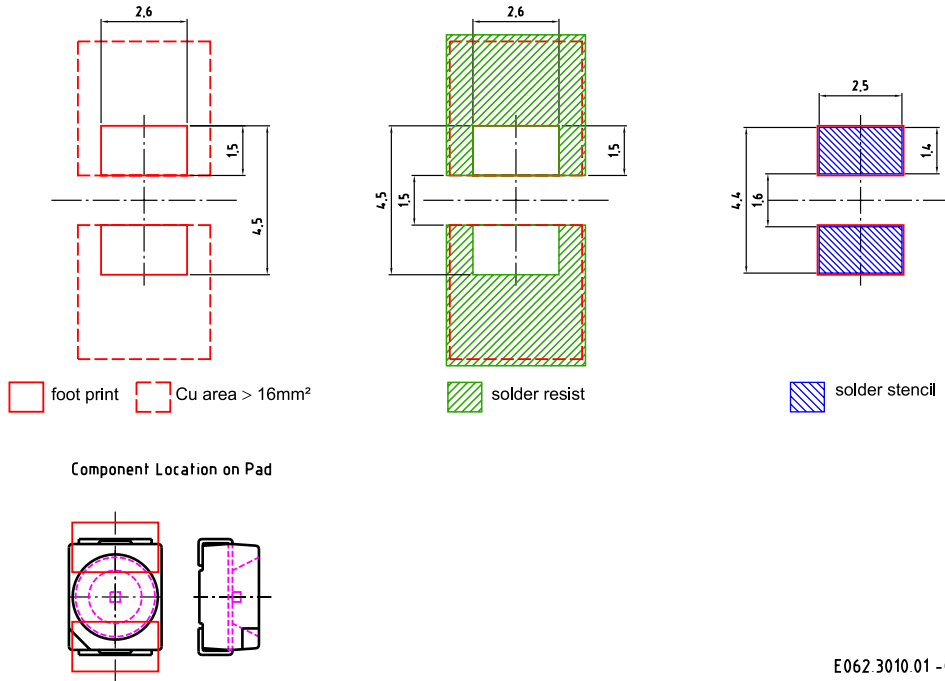 2,6
1,5
4,5
2,6
4,5
1,5
1,5
2,5
4,4
1,6
1,4
foot print
Cu area > 16mm²
solder resist
solder stencil
Component Location on Pad
E062.3010.01 -